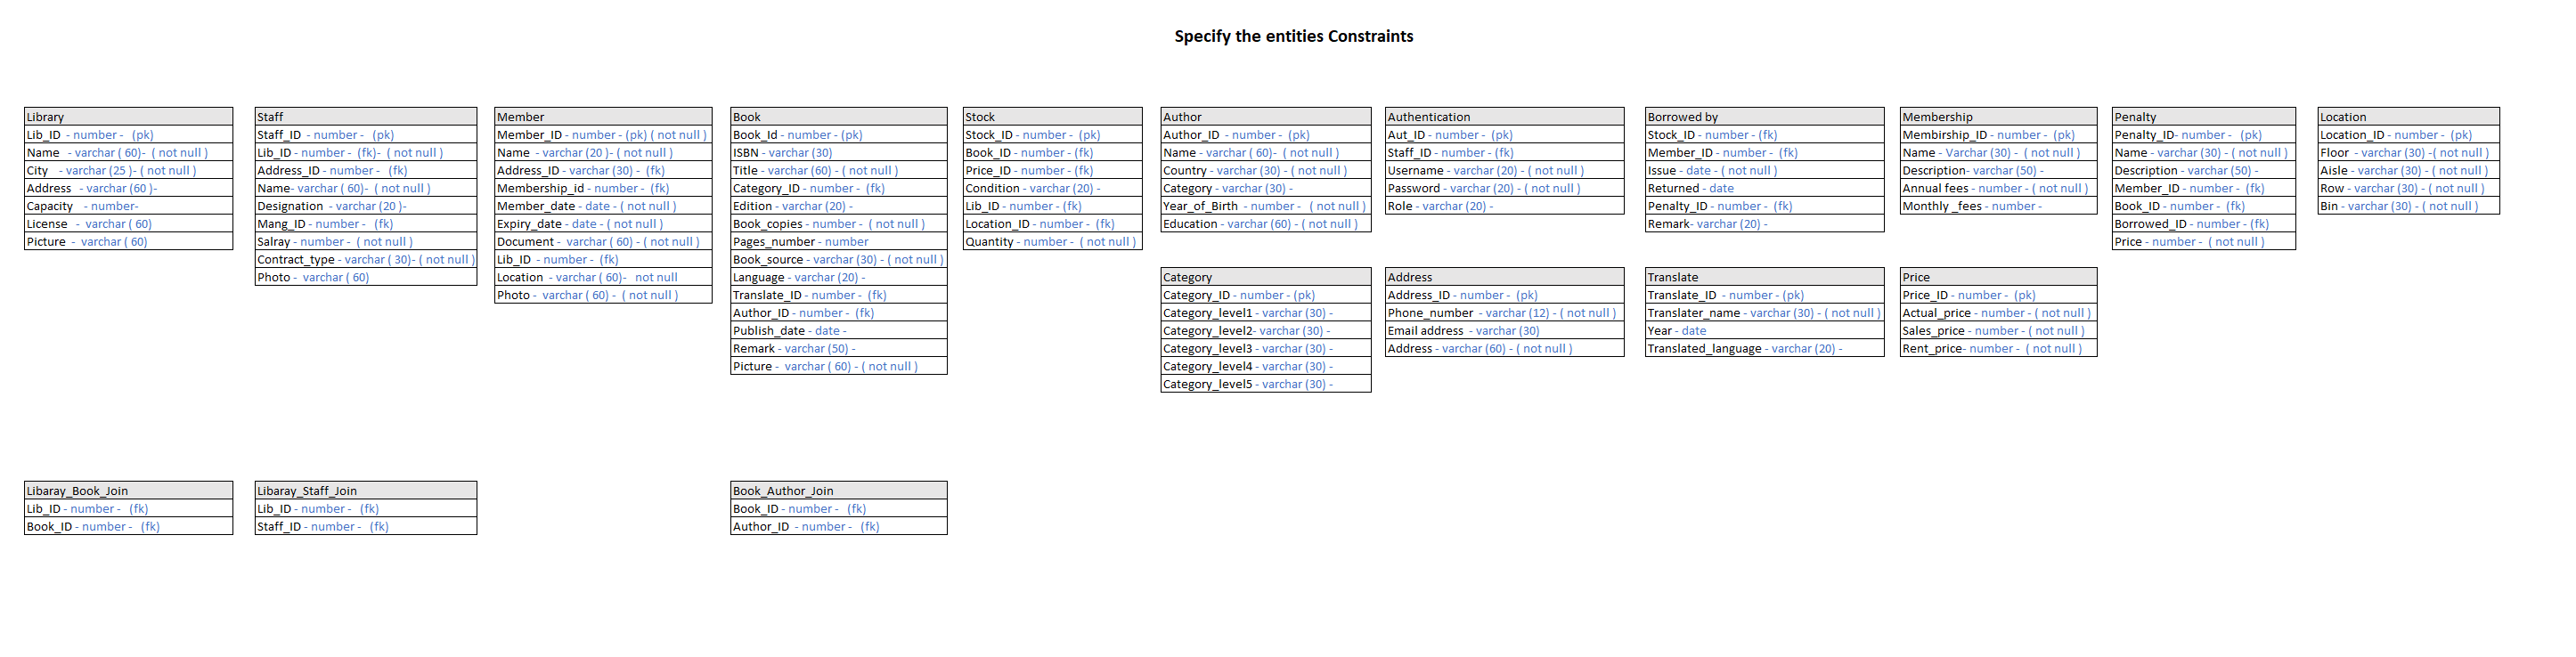 Specify the entities Constraints
Library
Lib_ID - number - (pk)
Name - varchar ( 60)- ( not null )
City - varchar (25 )- ( not null )
Address - varchar (60 )-
Capacity - number-
License - varchar ( 60)
Picture - varchar ( 60)
Staff
Staff_ID - number - (pk)
Lib_ID - number - (fk)- ( not null )
Address_ID - number - (fk)
Name- varchar ( 60)- ( not null )
Designation - varchar (20 )-
Mang_ID - number - (fk)
Salray - number - ( not null )
Contract_type - varchar ( 30)- ( not null )
Photo - varchar ( 60)
Member
Member_ID - number - (pk) ( not null )
Name - varchar (20 )- ( not null )
Address_ID - varchar (30) - (fk)
Membership_id - number - (fk)
Member_date - date - ( not null )
Expiry_date - date - ( not null )
Document - varchar ( 60) - ( not null )
Lib_ID - number - (fk)
Location - varchar ( 60)- not null
Photo - varchar ( 60) - ( not null )
Book
Book_Id - number - (pk)
ISBN - varchar (30)
Title - varchar (60) - ( not null )
Category_ID - number - (fk)
Edition - varchar (20) -
Book_copies - number - ( not null )
Pages_number - number
Book_source - varchar (30) - ( not null )
Language - varchar (20) -
Translate_ID - number - (fk)
Author_ID - number - (fk)
Publish_date - date -
Remark - varchar (50) -
Picture - varchar ( 60) - ( not null )
Stock
Stock_ID - number - (pk)
Book_ID - number - (fk)
Price_ID - number - (fk)
Condition - varchar (20) -
Lib_ID - number - (fk)
Location_ID - number - (fk)
Quantity - number - ( not null )
Author
Author_ID - number - (pk)
Name - varchar ( 60)- ( not null )
Country - varchar (30) - ( not null )
Category - varchar (30) -
Year_of_Birth - number - ( not null )
Education - varchar (60) - ( not null )
Authentication
Aut_ID - number - (pk)
Staff_ID - number - (fk)
Username - varchar (20) - ( not null )
Password - varchar (20) - ( not null )
Role - varchar (20) -
Borrowed by
Stock_ID - number - (fk)
Member_ID - number - (fk)
Issue - date - ( not null )
Returned - date
Penalty_ID - number - (fk)
Remark- varchar (20) -
Membership
Membirship_ID - number - (pk)
Name - Varchar (30) - ( not null )
Description- varchar (50) -
Annual fees - number - ( not null )
Monthly _fees - number -
Penalty
Penalty_ID- number - (pk)
Name - varchar (30) - ( not null )
Description - varchar (50) -
Member_ID - number - (fk)
Book_ID - number - (fk)
Borrowed_ID - number - (fk)
Price - number - ( not null )
Location
Location_ID - number - (pk)
Floor - varchar (30) -( not null )
Aisle - varchar (30) - ( not null )
Row - varchar (30) - ( not null )
Bin - varchar (30) - ( not null )
Category
Category_ID - number - (pk)
Category_level1 - varchar (30) -
Category_level2- varchar (30) -
Category_level3 - varchar (30) -
Category_level4 - varchar (30) -
Category_level5 - varchar (30) -
Address
Address_ID - number - (pk)
Phone_number - varchar (12) - ( not null )
Email address - varchar (30)
Address - varchar (60) - ( not null )
Translate
Translate_ID - number - (pk)
Translater_name - varchar (30) - ( not null )
Year - date
Translated_language - varchar (20) -
Price
Price_ID - number - (pk)
Actual_price - number - ( not null )
Sales_price - number - ( not null )
Rent_price- number - ( not null )
Libaray_Book_Join
Lib_ID - number - (fk)
Book_ID - number - (fk)
Libaray_Staff_Join
Lib_ID - number - (fk)
Staff_ID - number - (fk)
Book_Author_Join
Book_ID - number - (fk)
Author_ID - number - (fk)